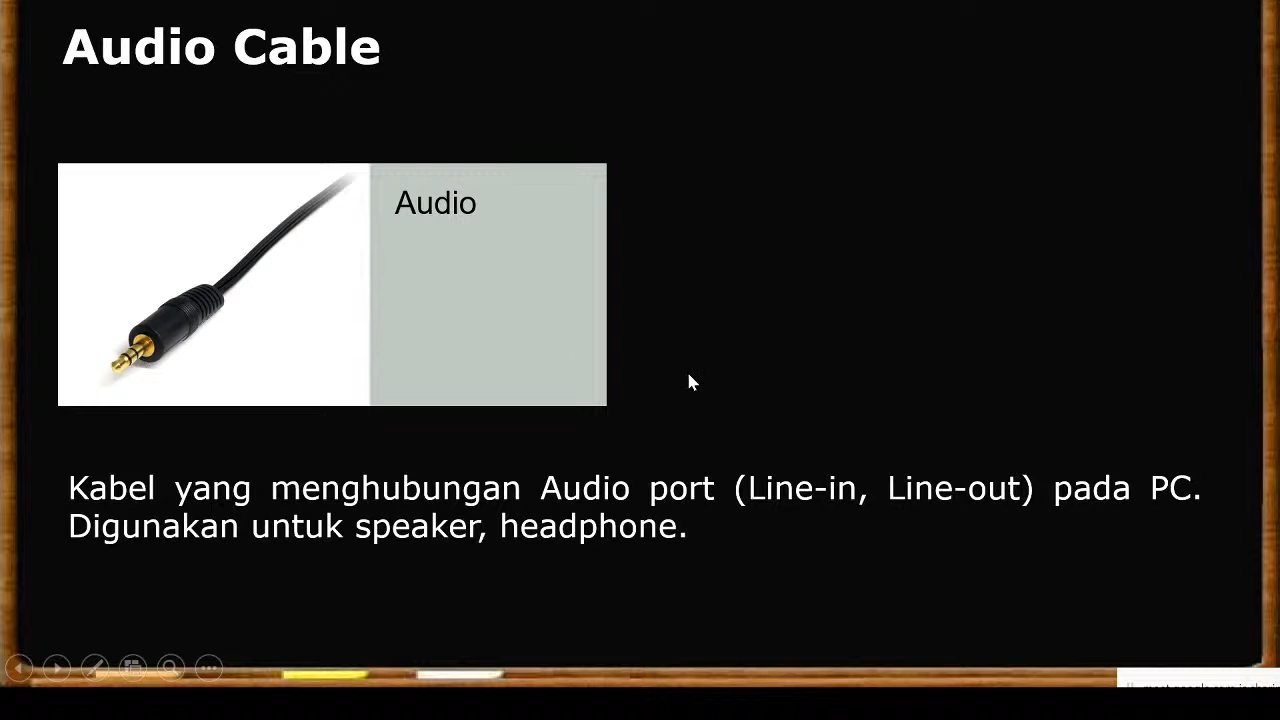 Audio Cable
Audio
Kabel yang menghubungan Audio port (Line-in, Line-out) pada PC.
Digunakan untuk speaker, headphone.